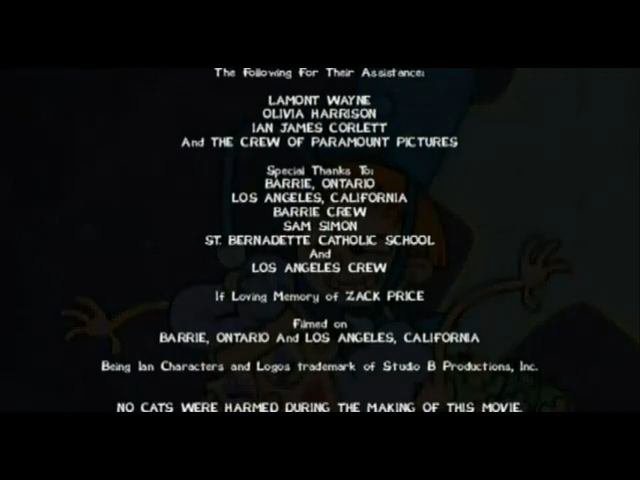 The Following For Their Assistance:
LAMONT WAYNE
OLIVIA HARRISON
IAN JAMES CORLETT
And THE CREW OF PARAMOUNT PICTURES
Special Thanks To:
BARRIE, ONTARIO
LOS ANGELES, CALIFORNIA
BARRIE CREW
SAM SIMON
ST. BERNADETTE CATHOLIC SCHOOL
And
LOS ANGELES CREW
If Loving Memory of ZACK PRICE
Filmed on
BARRIE, ONTARIO And LOS ANGELES, CALIFORNIA
Being Ian Characters and Logos trademark of Studio B Productions, Inc.
NO CATS WERE HARMED DURING THE MAKING OF THIS MOVIE.